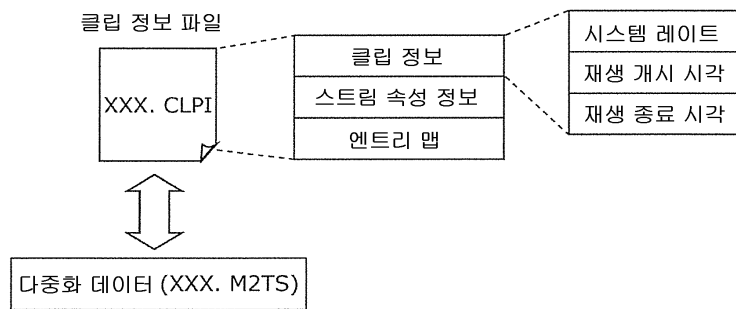 클립 정보 파일
XXX. CLPI
클립 정보
스트림 속성 정보
엔트리 맵
시스템 레이트
재생 개시 시각
재생 종료 시각
다중화 데이터 (XXX. M2TS)